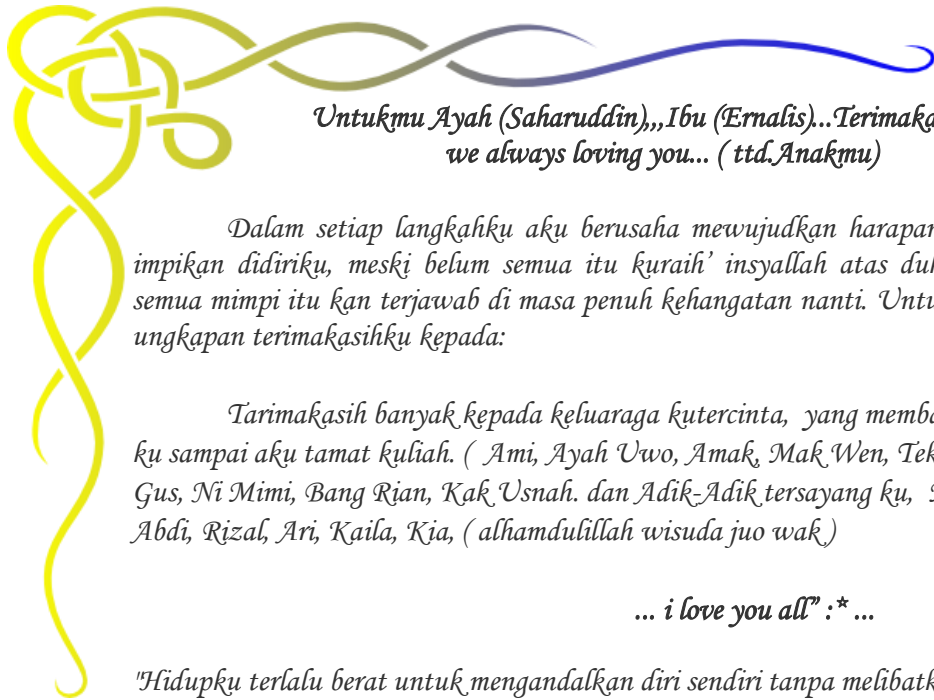 Untukmu Ayah (Saharuddin),,,Ibu (Ernalis)...Terimaka
we always loving you... ( ttd.Anakmu)
Dalam setiap langkahku aku berusaha mewujudkan harapan
impikan didiriku, meski belum semua itu kuraih’ insyallah atas du
semua mimpi itu kan terjawab di masa penuh kehangatan nanti. Untu
ungkapan terimakasihku kepada:
Tarimakasih banyak kepada keluaraga kutercinta, yang memba
ku sampai aku tamat kuliah. ( Ami, Ayah Uwo, Amak, Mak Wen, Tek
Gus, Ni Mimi, Bang Rian, Kak Usnah. dan Adik-Adik tersayang ku,
Abdi, Rizal, Ari, Kaila, Kia, ( alhamdulillah wisuda juo wak )
... i love you all” :* ...
"Hidupku terlalu berat untuk mengandalkan diri sendiri tanpa melibatk